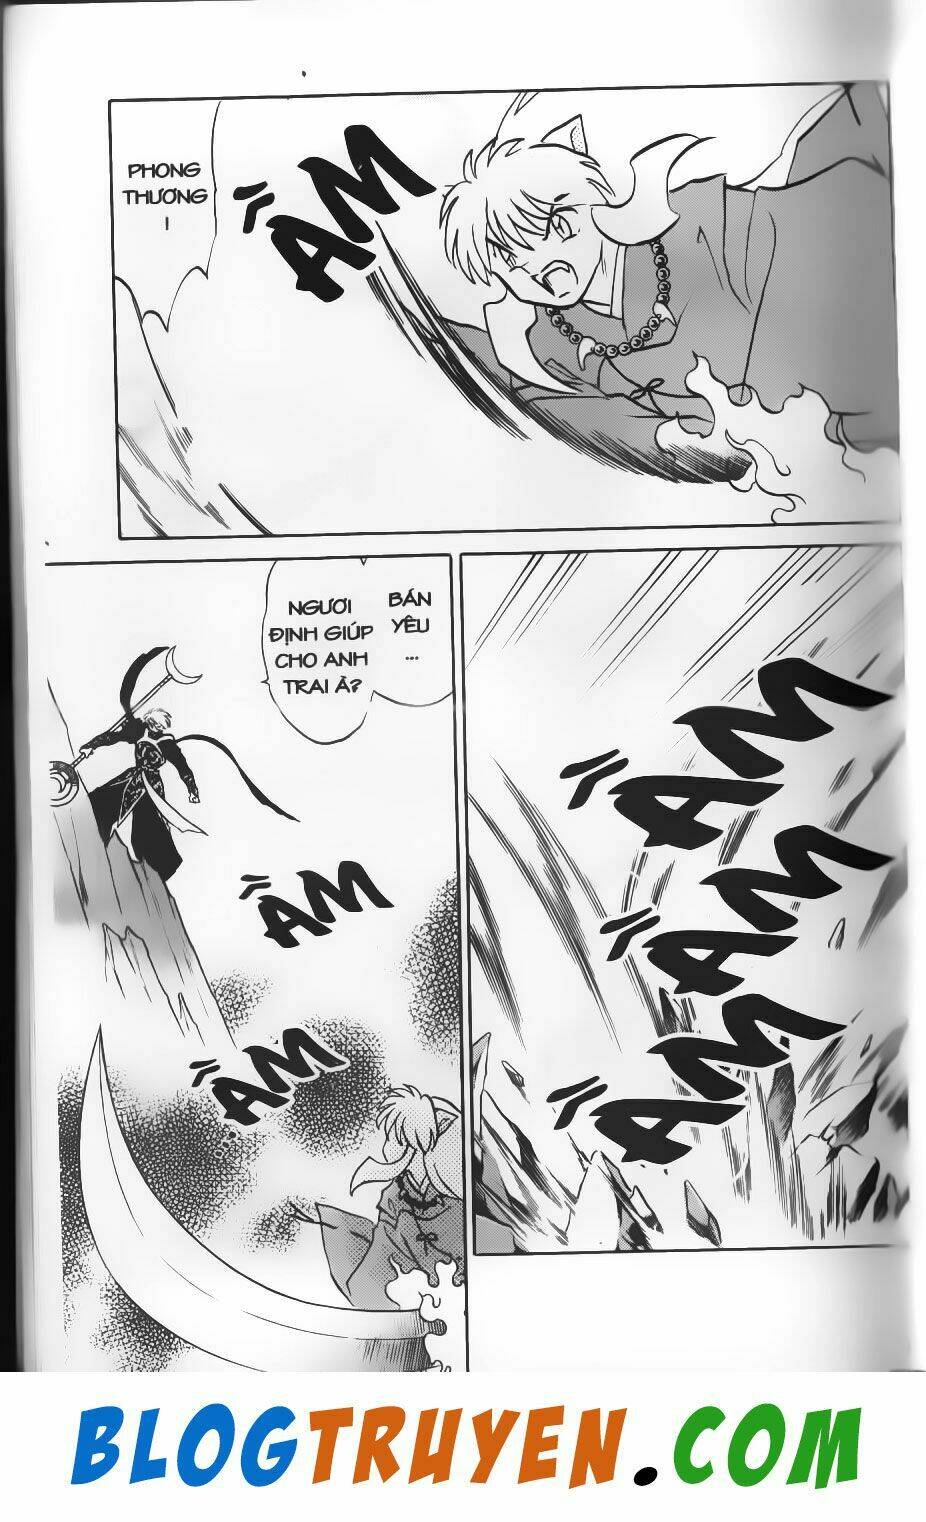 PHONG
THƯƠNG
!
ẦM
BÁN
YÊU
...
NGƯƠI
ĐỊNH GIÚP
CHO ANH
TRAI À?
ẦM
ẦM
ẦM
ẦM
ẦM
BLOGTRUYEN.COM